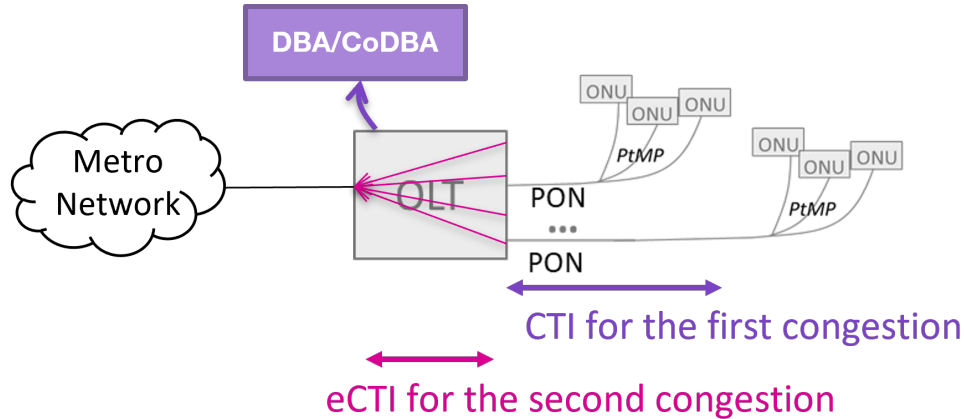 DBA/CoDBA
ONU
ONU
ONU
PtMP
ONU
ONU
ONU
PtMP
Metro
Network
OLT
PON
...
PON
CTI for the first congestion
eCTI for the second congestion